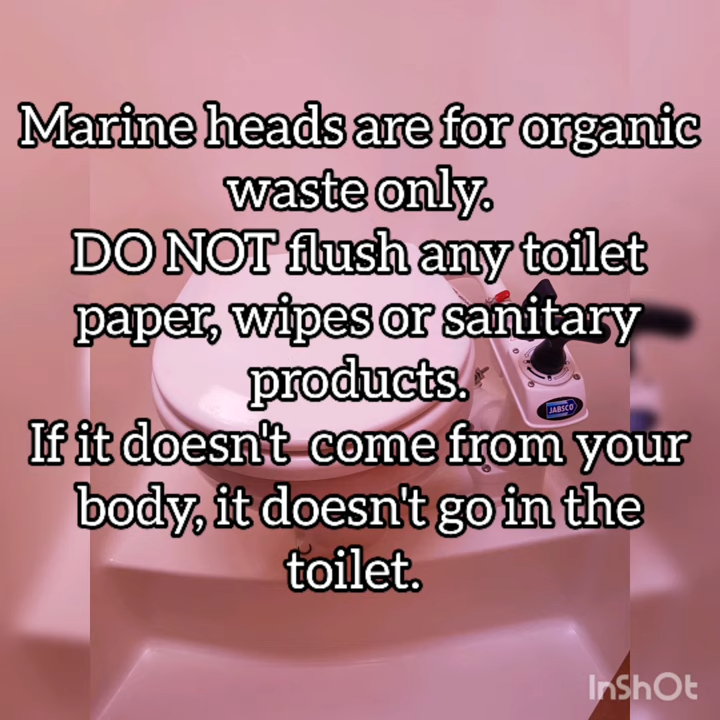 Marine heads are for organic
waste only.
DO NOT flush any toilet
paper, wipes or sanitary
products.
If it doesn't  come from your
body, it doesn't go in the
toilet.
JABSCO
InShOt